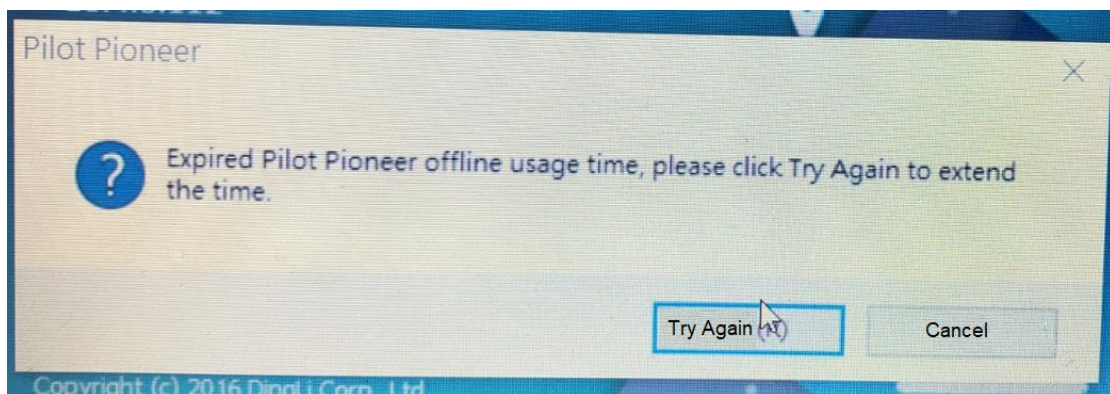 Pilot Pioneer
Expired Pilot Pioneer offline usage time, please click Try Again to extend
the time.
Try Again
Cancel
Copyright (c) 2016 DingLi Corp., Ltd